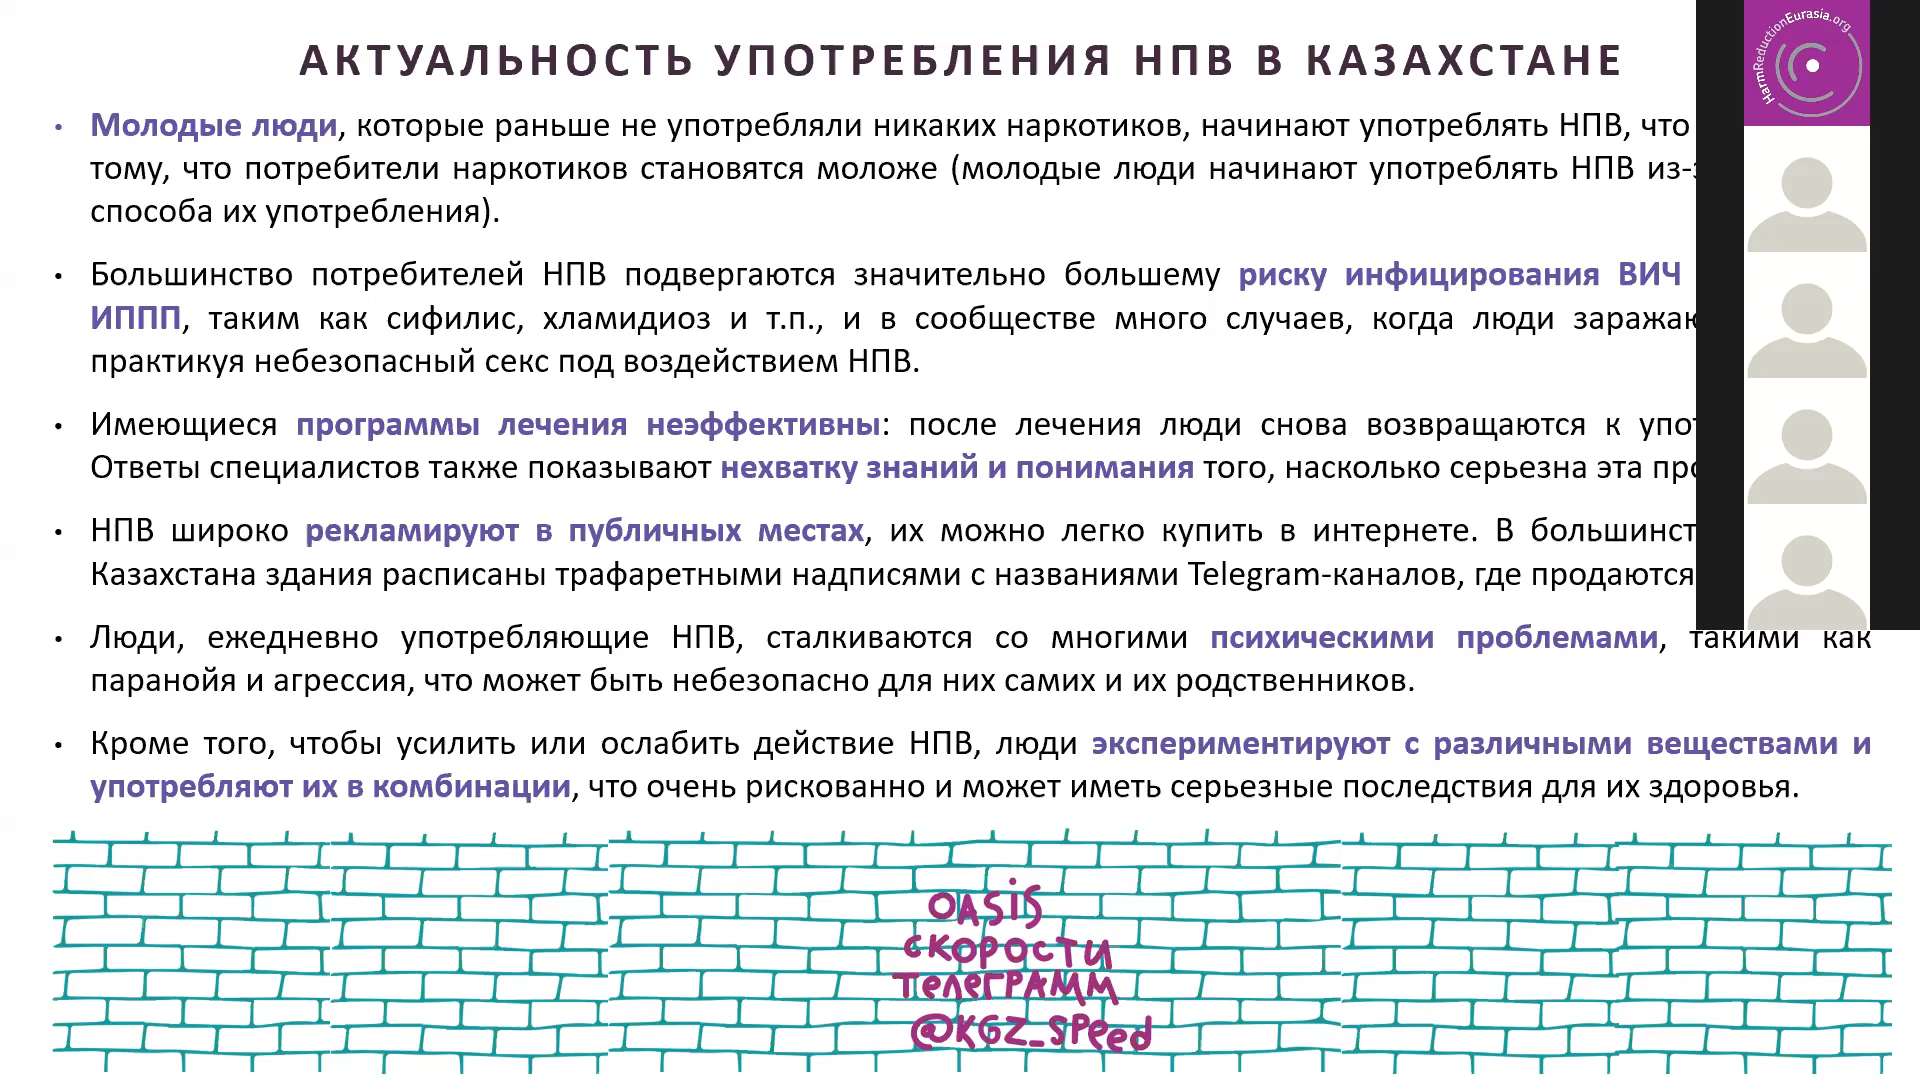 АКТУАЛЬНОСТЬ УПОТРЕБЛЕНИЯ НПВ В КАЗАХСТАНЕ
HarmReductionEurasia.org
• Молодые люди, которые раньше не употребляли никаких наркотиков, начинают употреблять НПВ, что
тому, что потребители наркотиков становятся моложе (молодые люди начинают употреблять НПВ
способа их употребления).
• Большинство потребителей НПВ подвергаются значительно большему риску инфицирования ВИЧ
ИППП, таким как сифилис, хламидиоз и т.п., и в сообществе много случаев, когда люди
практикуя небезопасный секс под воздействием НПВ.
• Имеющиеся программы лечения неэффективны: после лечения люди снова возвращаются к
Ответы специалистов также показывают нехватку знаний и понимания того, насколько серьезна эта
• НПВ широко рекламируют в публичных местах, их можно легко купить в интернете. В
Казахстана здания расписаны трафаретными надписями с названиями Telegram-каналов, где продаются
• Люди, ежедневно употребляющие НПВ, сталкиваются со многими психическими проблемами, такими как
паранойя и агрессия, что может быть небезопасно для них самих и их родственников.
• Кроме того, чтобы усилить или ослабить действие НПВ, люди экспериментируют с различными веществами и
употребляют их в комбинации, что очень рискованно и может иметь серьезные последствия для их здоровья.
OASIS
СКОРОСТИ
ТЕЛЕГРАММ
@KGZ_SPeed